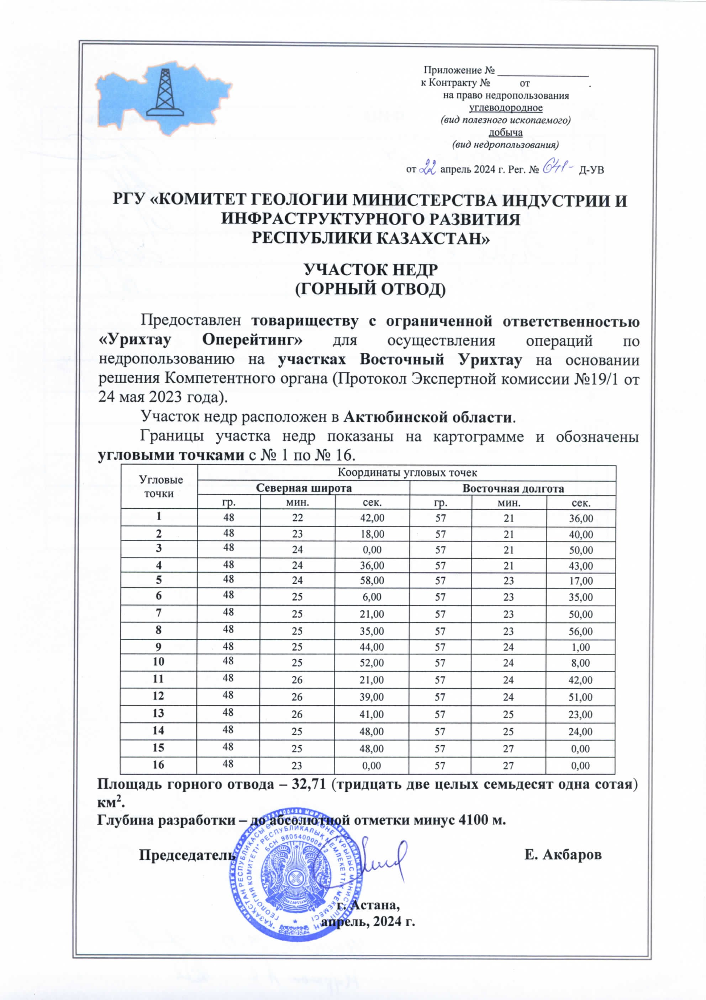 Приложение № _______________
к Контракту № от .
на право недропользования
углеводородное
(вид полезного ископаемого)
добыча
(вид недропользования)
от 22 апрель 2024 г. Рег. № 641- Д-УВ
РГУ «КОМИТЕТ ГЕОЛОГИИ МИНИСТЕРСТВА ИНДУСТРИИ И
ИНФРАСТРУКТУРНОГО РАЗВИТИЯ
РЕСПУБЛИКИ КАЗАХСТАН»
УЧАСТОК НЕДР
(ГОРНЫЙ ОТВОД)
Предоставлен товариществу с ограниченной ответственностью
«Урихтау Оперейтинг» для осуществления операций по
недропользованию на участках Восточный Урихтау на основании
решения Компетентного органа (Протокол Экспертной комиссии №19/1 от
24 мая 2023 года).
Участок недр расположен в Актюбинской области.
Границы участка недр показаны на картограмме и обозначены
угловыми точками с № 1 по № 16.
Угловые точки Координаты угловых точек
Северная широта Восточная долгота
гр. мин. сек. гр. мин. сек.
1 48 22 42,00 57 21 36,00
2 48 23 18,00 57 21 40,00
3 48 24 0,00 57 21 50,00
4 48 24 36,00 57 21 43,00
5 48 24 58,00 57 23 17,00
6 48 25 6,00 57 23 35,00
7 48 25 21,00 57 23 50,00
8 48 25 35,00 57 23 56,00
9 48 25 44,00 57 24 1,00
10 48 25 52,00 57 24 8,00
11 48 26 21,00 57 24 42,00
12 48 26 39,00 57 24 51,00
13 48 26 41,00 57 25 23,00
14 48 25 48,00 57 25 24,00
15 48 25 48,00 57 27 0,00
16 48 23 0,00 57 27 0,00
Площадь горного отвода – 32,71 (тридцать две целых семьдесят одна сотая)
км².
Глубина разработки – до абсолютной отметки минус 4100 м.
Председатель Е. Акбаров
ҚАЗАҚСТАН РЕСПУБЛИКАСЫ ӨНЕРКӘСІП ЖӘНЕ ҚҰРЫЛЫС МИНИСТРЛІГІНІҢ
ГЕОЛОГИЯ КОМИТЕТІ" РЕСПУБЛИКАЛЫҚ МЕМЛЕКЕТТІК МЕКЕМЕСІ
БСН 980540000872
QAZAQSTAN
г. Астана,
апрель, 2024 г.